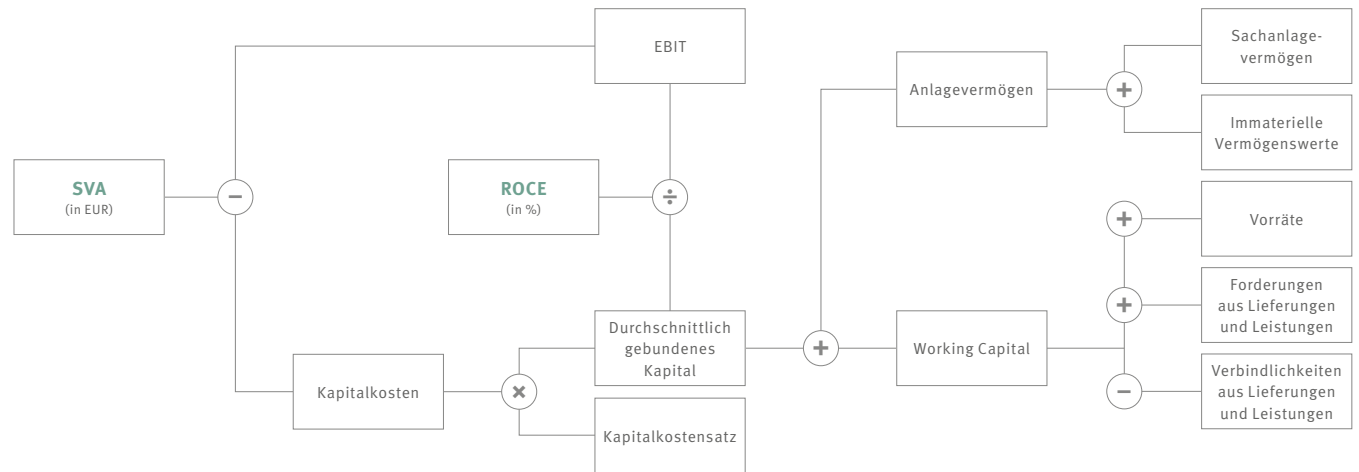 EBIT
Sachanlage-
vermögen
Anlagevermögen
+
Immaterielle
Vermögenswerte
SVA
(in EUR)
−
ROCE
(in %)
÷
+
Vorräte
+
Forderungen
aus Lieferungen
und Leistungen
Durchschnittlich
gebundenes
Kapital
+
Working Capital
Kapitalkosten
×
−
Verbindlichkeiten
aus Lieferungen
und Leistungen
Kapitalkostensatz